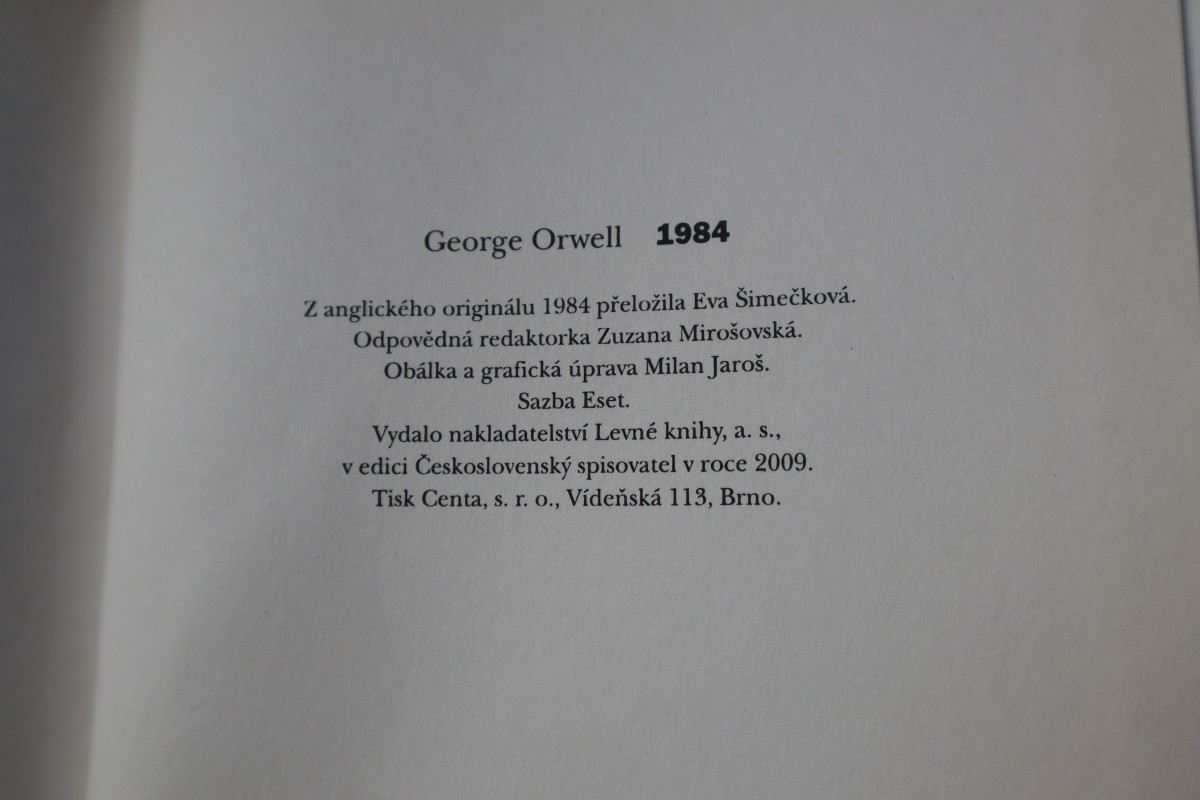 George Orwell 1984
Z anglického originálu 1984 přeložila Eva Šimečková.
Odpovědná redaktorka Zuzana Mirošovská.
Obálka a grafická úprava Milan Jaroš.
Sazba Eset.
Vydalo nakladatelství Levné knihy, a. s.,
v edici Československý spisovatel v roce 2009.
Tisk Centa, s. r. o., Vídeňská 113, Brno.